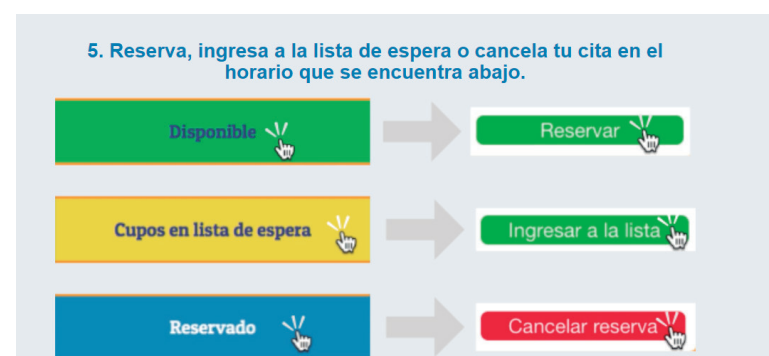 5. Reserva, ingresa a la lista de espera o cancela tu cita en el
horario que se encuentra abajo.
Disponible
Reservar
Cupos en lista de espera
Ingresar a la lista
Reservado
Cancelar reserva